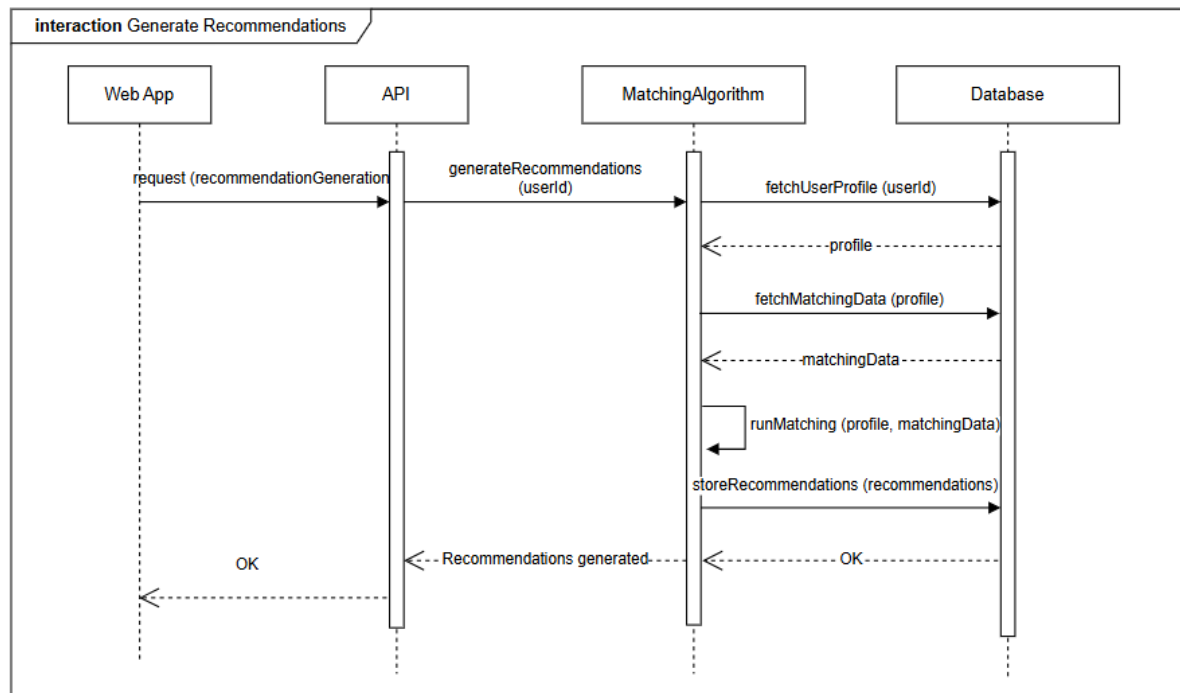 interaction Generate Recommendations
Web App
API
MatchingAlgorithm
Database
request (recommendationGeneration
generateRecommendations
(userId)
fetchUserProfile (userId)
profile
fetchMatchingData (profile)
matchingData
runMatching (profile, matchingData)
storeRecommendations (recommendations)
OK
Recommendations generated
OK